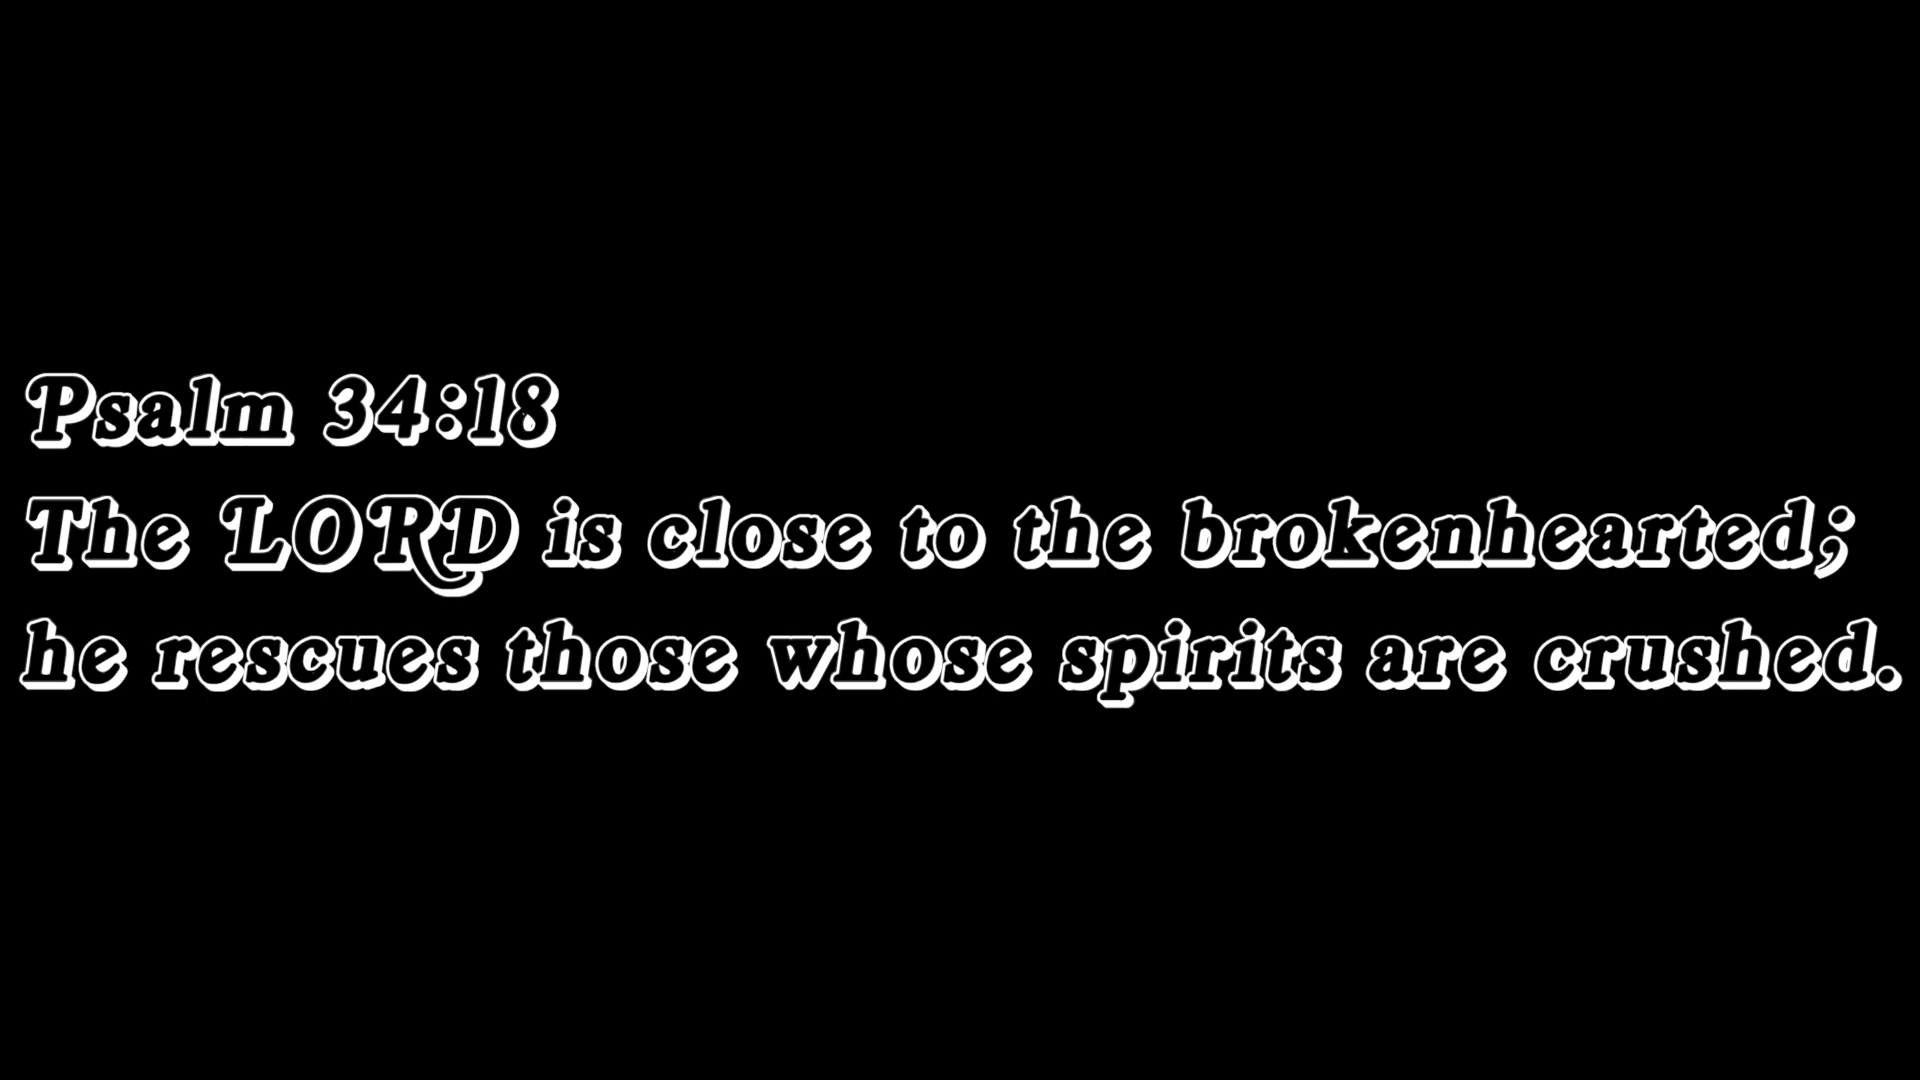 Psalm 34:18
The LORD is close to the brokenhearted;
he rescues those whose spirits are crushed.